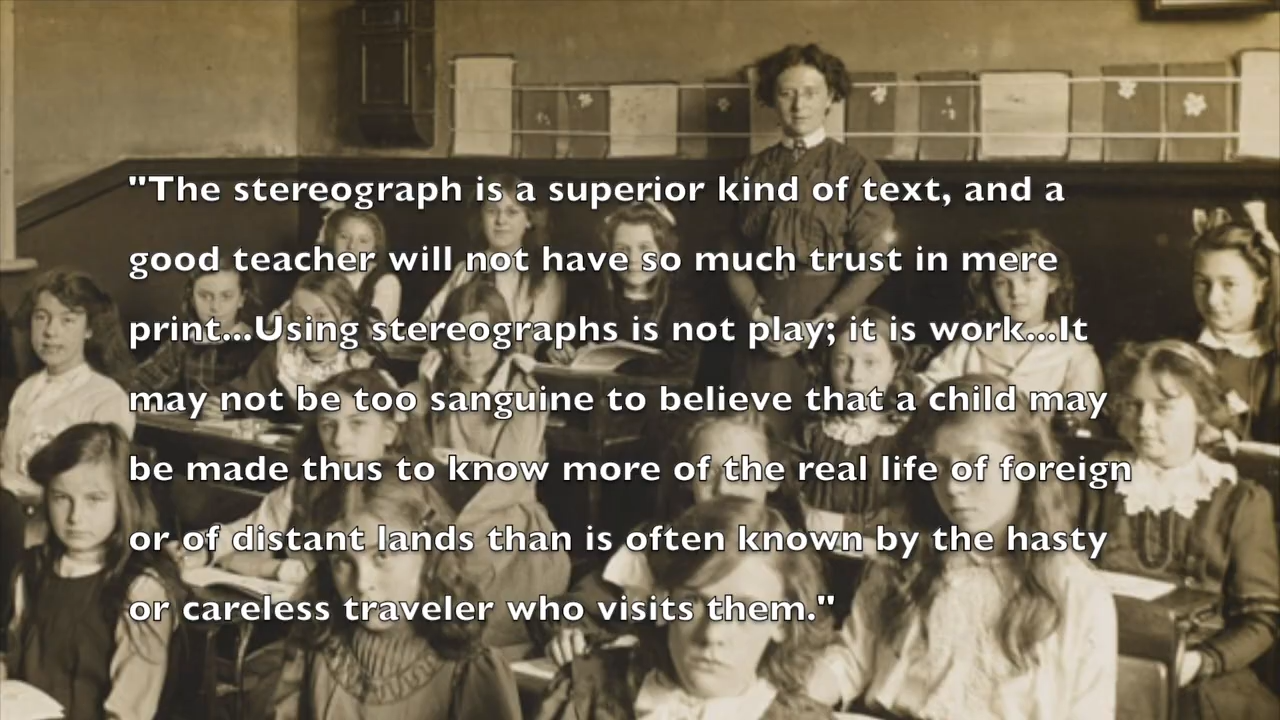 "The stereograph is a superior kind of text, and a
good teacher will not have so much trust in mere
print...Using stereographs is not play; it is work...It
may not be too sanguine to believe that a child may
be made thus to know more of the real life of foreign
or of distant lands than is often known by the hasty
or careless traveler who visits them."